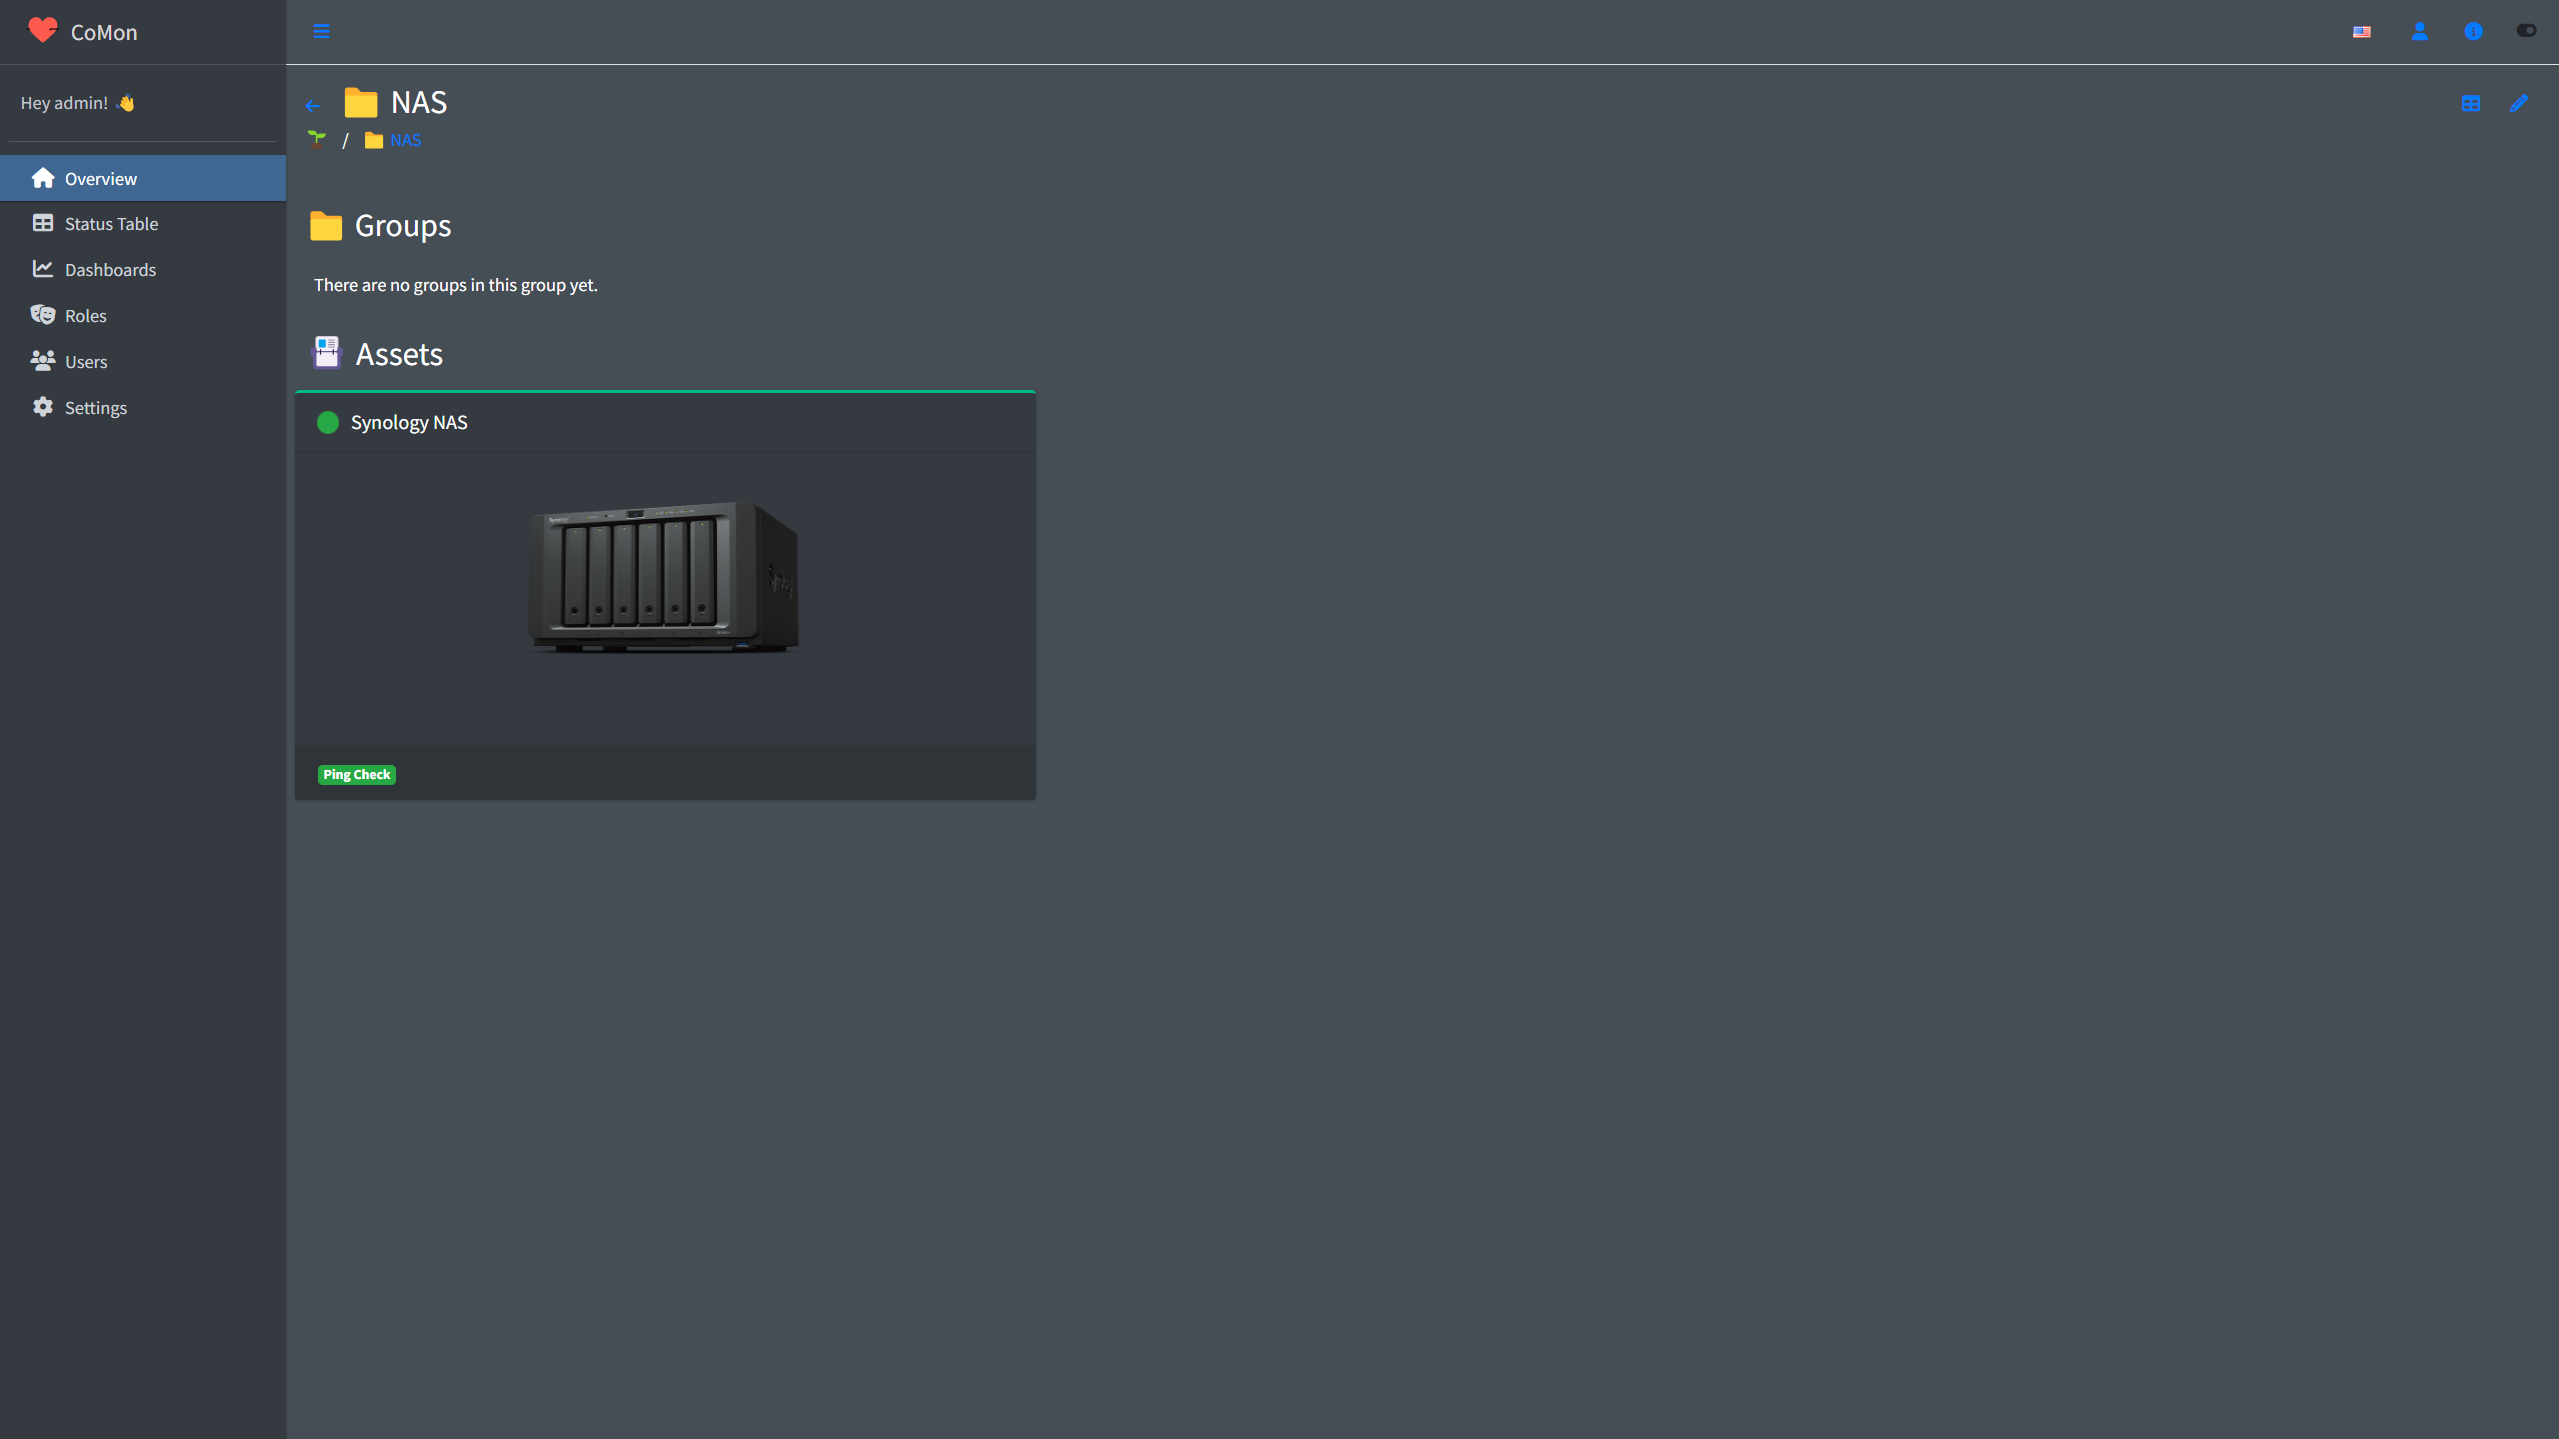 CoMon
Hey admin! 👋
Overview
Status Table
Dashboards
Roles
Users
Settings
NAS
/ NAS
Groups
There are no groups in this group yet.
Assets
Synology NAS
Ping Check